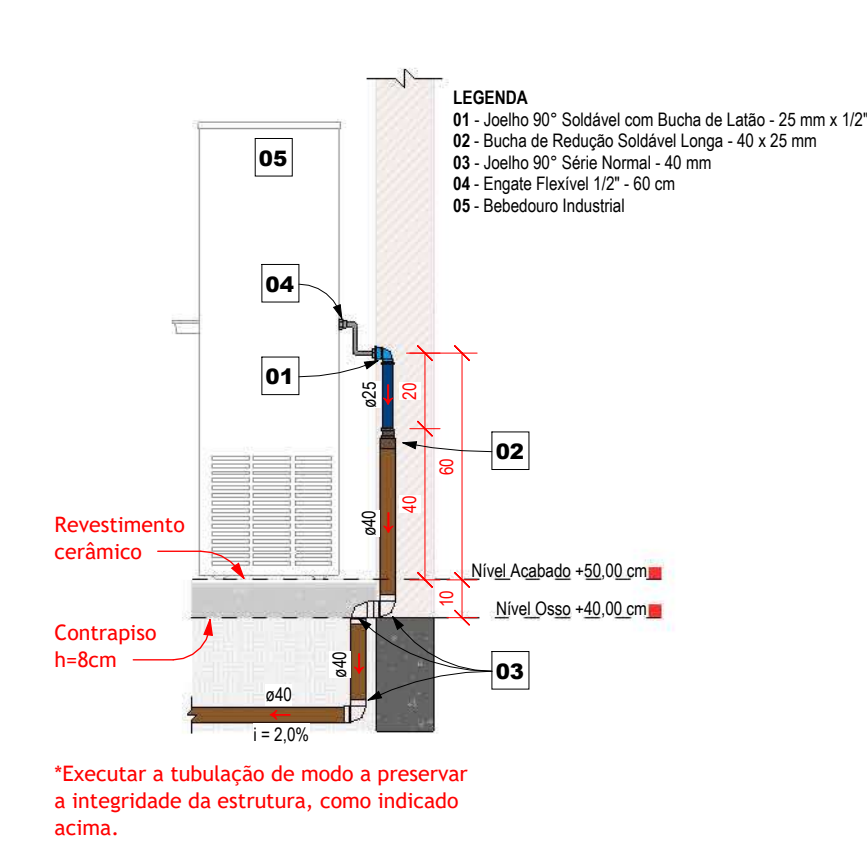 LEGENDA
01 - Joelho 90° Soldável com Bucha de Latão - 25 mm x 1/2"
02 - Bucha de Redução Soldável Longa - 40 x 25 mm
03 - Joelho 90° Série Normal - 40 mm
04 - Engate Flexível 1/2" - 60 cm
05 - Bebedouro Industrial
05
04
01
ø25
20
02
60
40
ø40
Revestimento
cerâmico
Nível Acabado +50,00 cm
10
Nível Osso +40,00 cm
Contrapiso
h=8cm
ø40
03
ø40
i = 2,0%
*Executar a tubulação de modo a preservar
a integridade da estrutura, como indicado
acima.